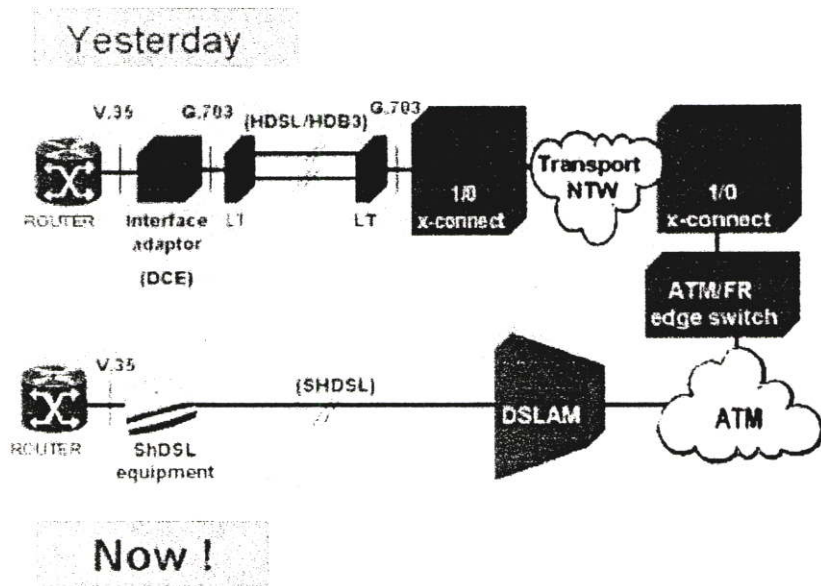 Yesterday
V.35
G.703
(HDSL/HDB3)
G.703
ROUTER
Interface
adaptor
(DCE)
LT
LT
1/0
x-connect
Transport
NTW
1/0
x-connect
ATM/FR
edge switch
V.35
(SHDSL)
ROUTER
ShDSL
equipment
DSLAM
ATM
Now !